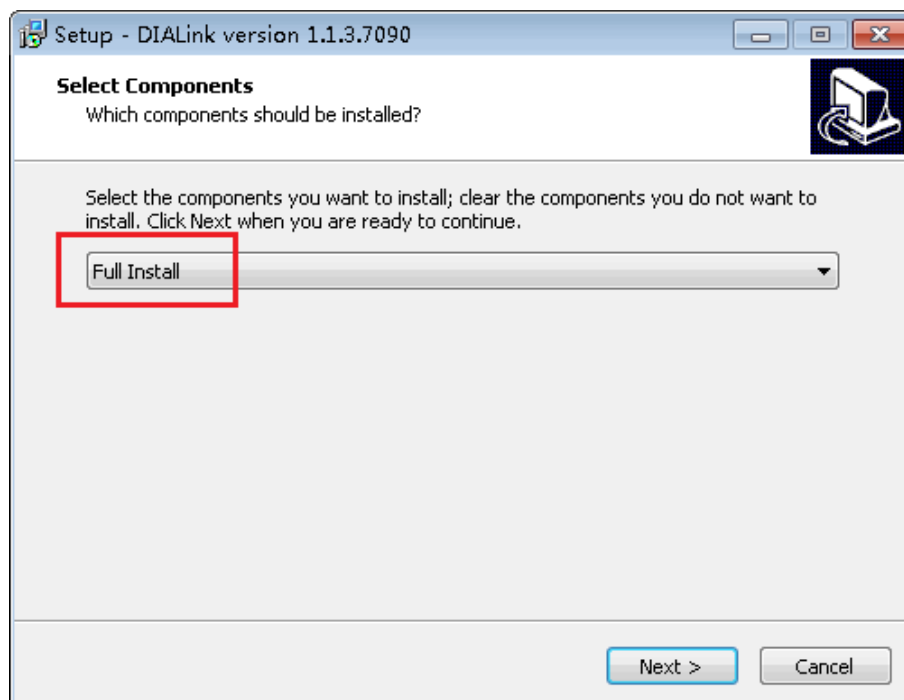 Setup - DIALink version 1.1.3.7090
Select Components
Which components should be installed?
Select the components you want to install; clear the components you do not want to
install. Click Next when you are ready to continue.
Full Install
Next >
Cancel